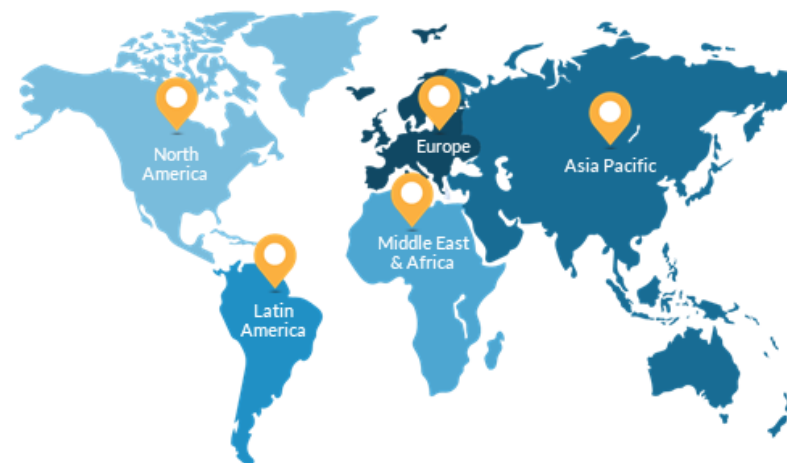 North
America
Europe
Asia Pacific
Middle East
& Africa
Latin
America